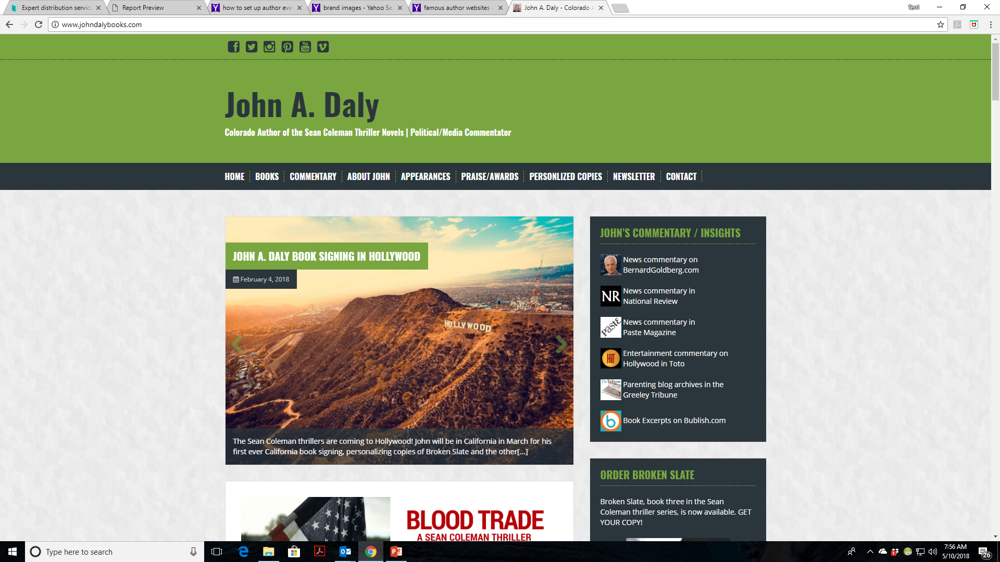 Expert distribution service
Report Preview
how to set up author eve
brand images - Yahoo Se
famous author websites -
John A. Daly - Colorado A
Terri
www.johndalybooks.com
John A. Daly
Colorado Author of the Sean Coleman Thriller Novels | Political/Media Commentator
HOME
BOOKS
COMMENTARY
ABOUT JOHN
APPEARANCES
PRAISE/AWARDS
PERSONLIZED COPIES
NEWSLETTER
CONTACT
JOHN A. DALY BOOK SIGNING IN HOLLYWOOD
February 4, 2018
HOLLYWOOD
The Sean Coleman thrillers are coming to Hollywood! John will be in California in March for his
first ever California book signing, personalizing copies of Broken Slate and the other[...]
BLOOD TRADE
A SEAN COLEMAN THRILLER
JOHN'S COMMENTARY / INSIGHTS
News commentary on
BernardGoldberg.com
NR
News commentary in
National Review
Paste
News commentary in
Paste Magazine
HiT
Entertainment commentary on
Hollywood in Toto
The Tribune
Parenting blog archives in the
Greeley Tribune
b
Book Excerpts on Bublish.com
ORDER BROKEN SLATE
Broken Slate, book three in the Sean
Coleman thriller series, is now available. GET
YOUR COPY!
Type here to search
7:56 AM
5/10/2018
26